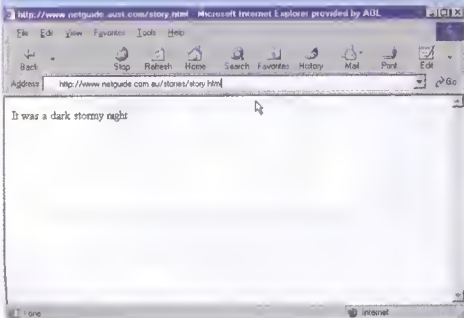 http://www netguide.aust.com/story html - Microsoft Internet Explorer provided by ABL
File Edit View Favorites Tools Help
Back Stop Refresh Home Search Favorites History Mail Print Edit
Address http://www netguide com au/stories/story html Go
It was a dark stormy night
internet